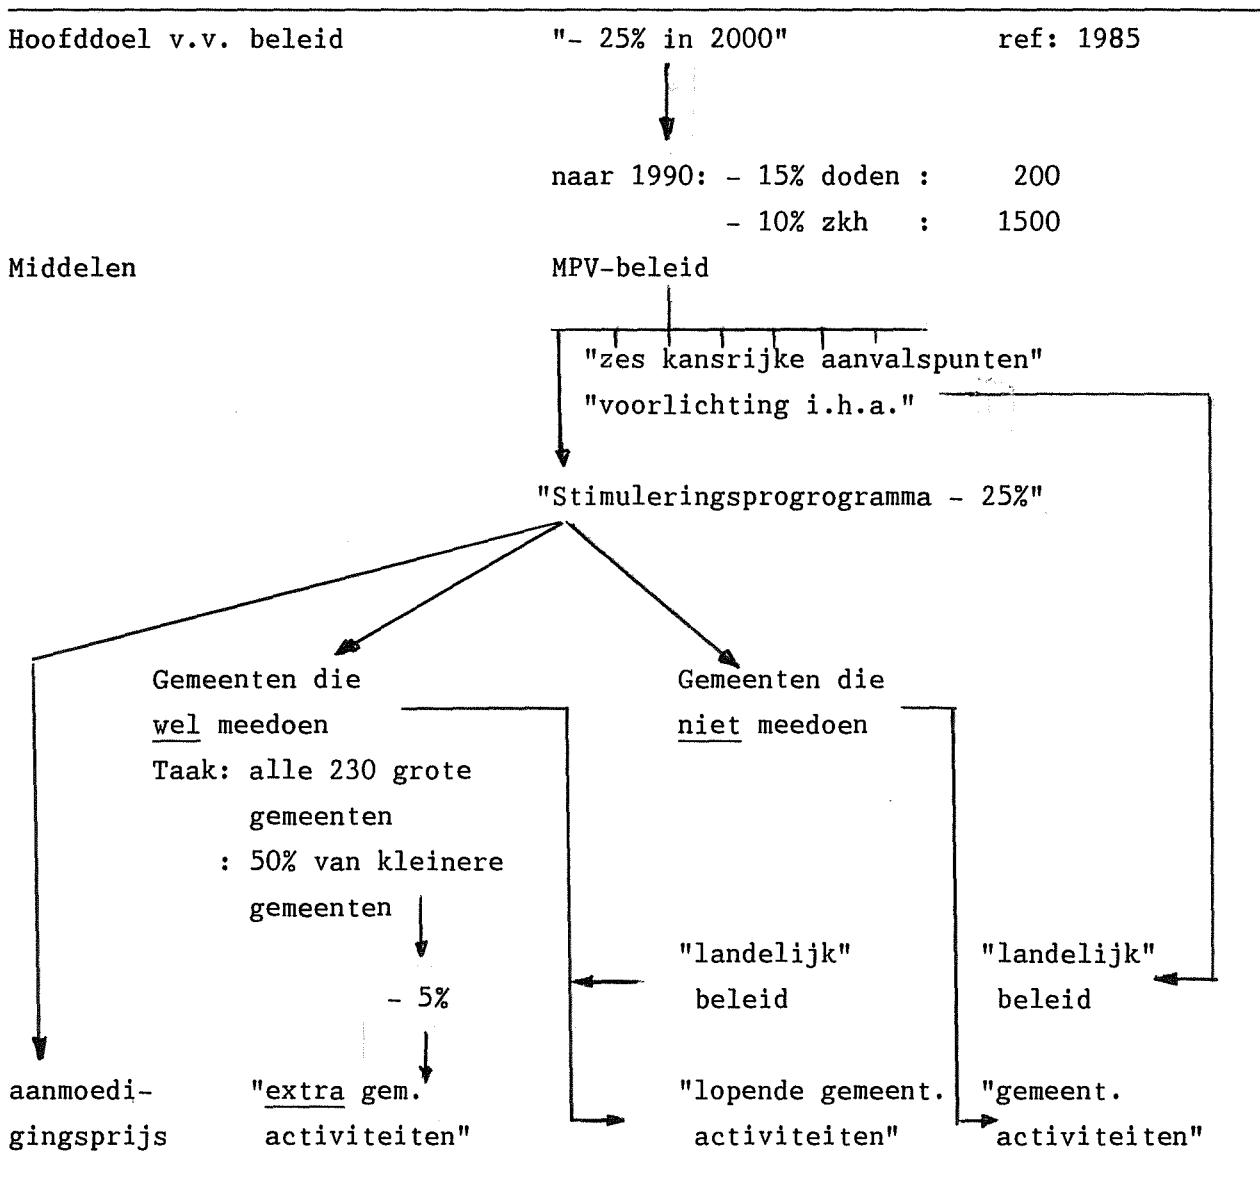 Hoofddoel v.v. beleid "- 25% in 2000" ref: 1985
naar 1990: - 15% doden : 200
- 10% zkh : 1500
Middelen MPV-beleid
"zes kansrijke aanvalspunten"
"voorlichting i.h.a."
"Stimuleringsprogrogramma - 25%"
Gemeenten die Gemeenten die
wel meedoen niet meedoen
Taak: alle 230 grote
gemeenten
: 50% van kleinere
gemeenten
"landelijk" "landelijk"
- 5% beleid beleid
aanmoedi- "extra gem. "lopende gemeent. "gemeent.
gingsprijs activiteiten" activiteiten" activiteiten"